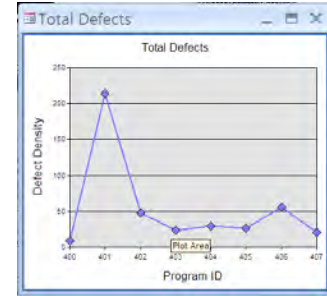 Total Defects
Total Defects
250
200
150
100
50
0
Defect Density
400 401 402 403 404 405 406 407
Plot Area
Program ID